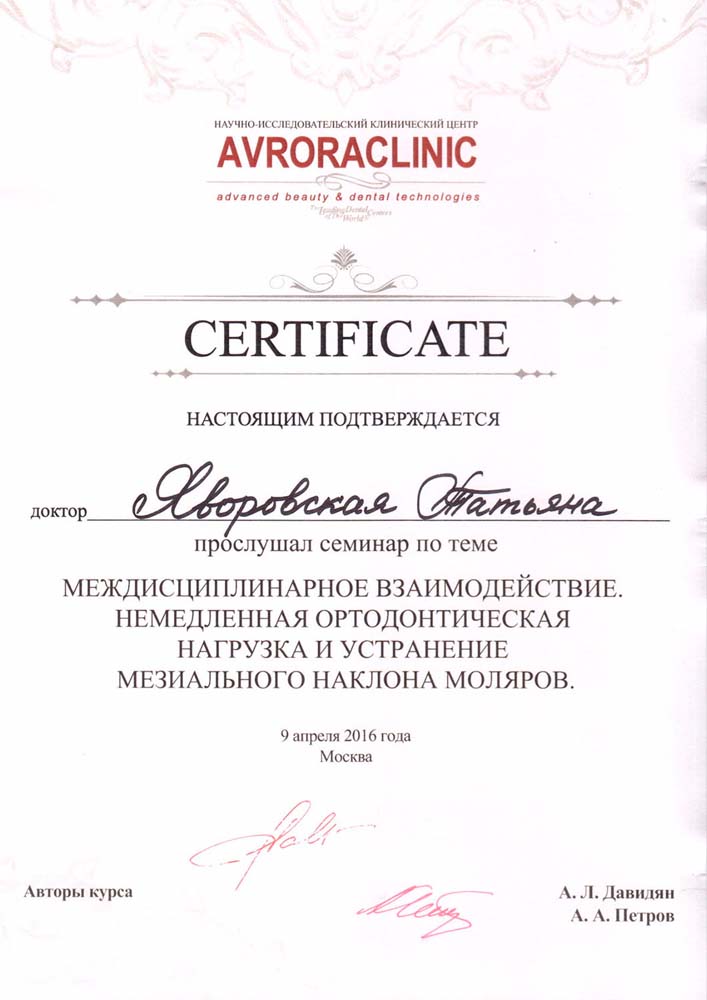 НАУЧНО-ИССЛЕДОВАТЕЛЬСКИЙ КЛИНИЧЕСКИЙ ЦЕНТР
AVRORACLINIC
advanced beauty & dental technologies
The Leading Dental Centers
of The World®
CERTIFICATE
НАСТОЯЩИМ ПОДТВЕРЖДАЕТСЯ
доктор Яворовская Татьяна
прослушал семинар по теме
МЕЖДИСЦИПЛИНАРНОЕ ВЗАИМОДЕЙСТВИЕ.
НЕМЕДЛЕННАЯ ОРТОДОНТИЧЕСКАЯ
НАГРУЗКА И УСТРАНЕНИЕ
МЕЗИАЛЬНОГО НАКЛОНА МОЛЯРОВ.
9 апреля 2016 года
Москва
Авторы курса
А. Л. Давидян
А. А. Петров